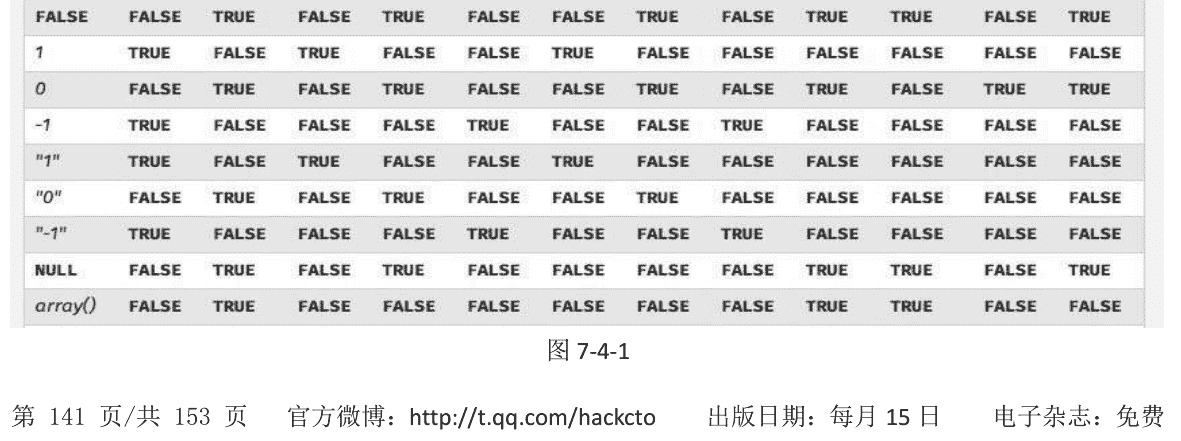 FALSE FALSE TRUE FALSE TRUE FALSE FALSE TRUE FALSE TRUE TRUE FALSE TRUE
1 TRUE FALSE TRUE FALSE FALSE TRUE FALSE FALSE FALSE FALSE FALSE FALSE
0 FALSE TRUE FALSE TRUE FALSE FALSE TRUE FALSE TRUE FALSE TRUE TRUE
-1 TRUE FALSE FALSE FALSE TRUE FALSE FALSE TRUE FALSE FALSE FALSE FALSE
"1" TRUE FALSE TRUE FALSE FALSE TRUE FALSE FALSE FALSE FALSE FALSE FALSE
"0" FALSE TRUE FALSE TRUE FALSE FALSE TRUE FALSE FALSE FALSE FALSE FALSE
"-1" TRUE FALSE FALSE FALSE TRUE FALSE FALSE TRUE FALSE FALSE FALSE FALSE
NULL FALSE TRUE FALSE TRUE FALSE FALSE FALSE FALSE TRUE TRUE FALSE TRUE
array() FALSE TRUE FALSE FALSE FALSE FALSE FALSE FALSE TRUE TRUE FALSE FALSE
图 7-4-1
第 141 页/共 153 页 官方微博：http://t.qq.com/hackcto 出版日期：每月 15 日 电子杂志：免费